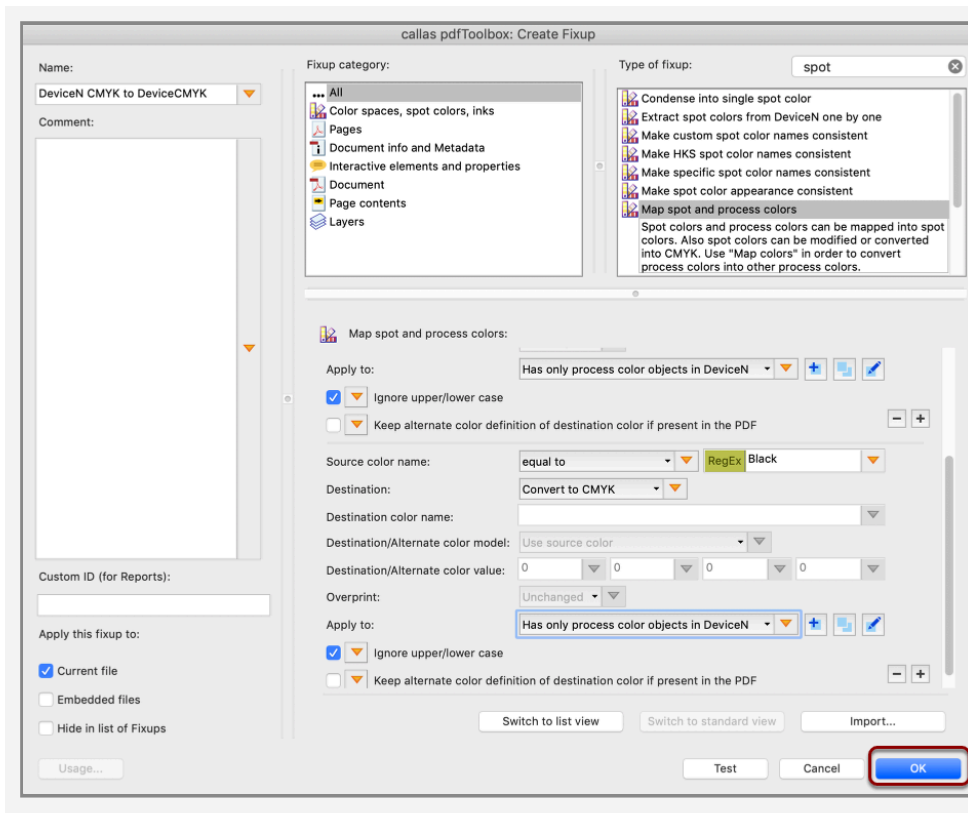 callas pdfToolbox: Create Fixup
Name:
DeviceN CMYK to DeviceCMYK
Comment:
Custom ID (for Reports):
Apply this fixup to:
Current file
Embedded files
Hide in list of Fixups
Usage...
Fixup category:
All
Color spaces, spot colors, inks
Pages
Document info and Metadata
Interactive elements and properties
Document
Page contents
Layers
Type of fixup:
spot
Condense into single spot color
Extract spot colors from DeviceN one by one
Make custom spot color names consistent
Make HKS spot color names consistent
Make specific spot color names consistent
Make spot color appearance consistent
Map spot and process colors
Spot colors and process colors can be mapped into spot
colors. Also spot colors can be modified or converted
into CMYK. Use "Map colors" in order to convert
process colors into other process colors.
Map spot and process colors:
Apply to: Has only process color objects in DeviceN
Ignore upper/lower case
Keep alternate color definition of destination color if present in the PDF
Source color name: equal to RegEx Black
Destination: Convert to CMYK
Destination color name:
Destination/Alternate color model: Use source color
Destination/Alternate color value: 0 0 0 0
Overprint: Unchanged
Apply to: Has only process color objects in DeviceN
Ignore upper/lower case
Keep alternate color definition of destination color if present in the PDF
Switch to list view Switch to standard view Import...
Test Cancel OK